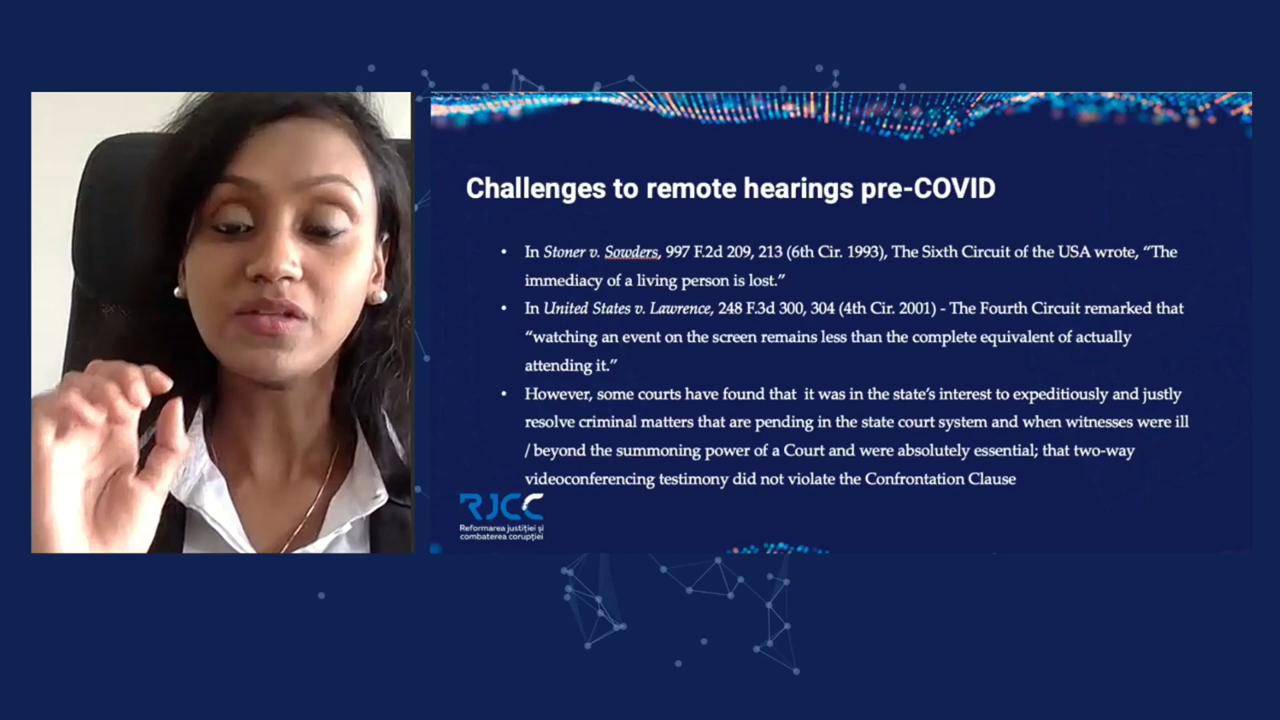 Challenges to remote hearings pre-COVID
• In Stoner v. Sowders, 997 F.2d 209, 213 (6th Cir. 1993), The Sixth Circuit of the USA wrote, “The
immediacy of a living person is lost.”
• In United States v. Lawrence, 248 F.3d 300, 304 (4th Cir. 2001) - The Fourth Circuit remarked that
“watching an event on the screen remains less than the complete equivalent of actually
attending it.”
• However, some courts have found that it was in the state’s interest to expeditiously and justly
resolve criminal matters that are pending in the state court system and when witnesses were ill
/ beyond the summoning power of a Court and were absolutely essential; that two-way
videoconferencing testimony did not violate the Confrontation Clause
RJCC
Reformarea justiției și
combaterea corupției